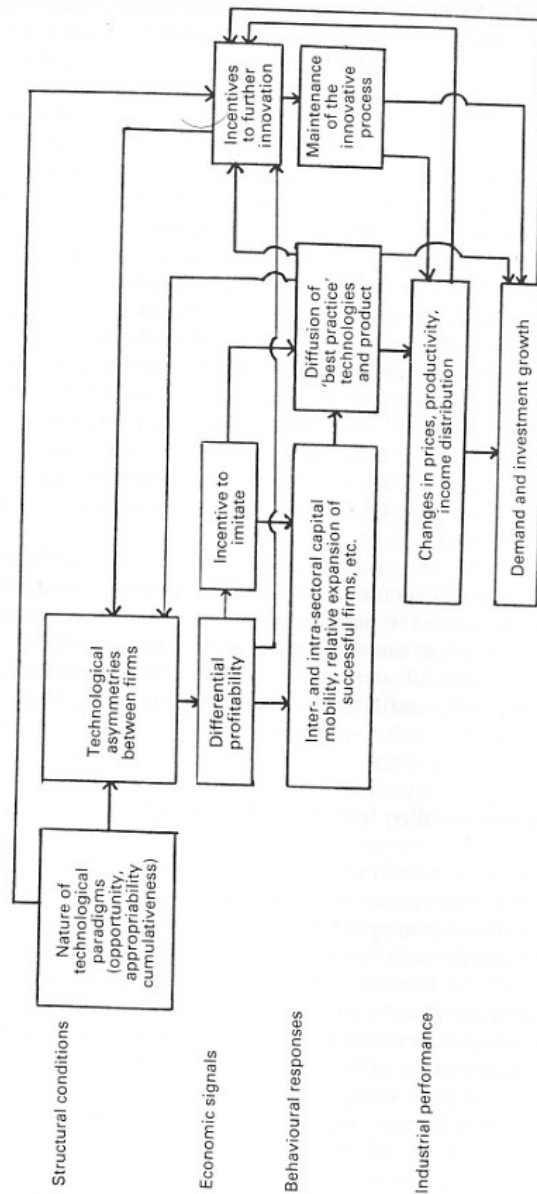 Structural conditions
Economic signals
Behavioural responses
Industrial performance
Nature of
technological
paradigms
(opportunity,
appropriability
cumulativeness)
Technological
asymmetries
between firms
Differential
profitability
Incentive to
imitate
Inter- and intra-sectoral capital
mobility, relative expansion of
successful firms, etc.
Diffusion of
'best practice'
technologies
and product
Incentives
to further
innovation
Maintenance
of the
innovative
process
Changes in prices, productivity,
income distribution
Demand and investment growth